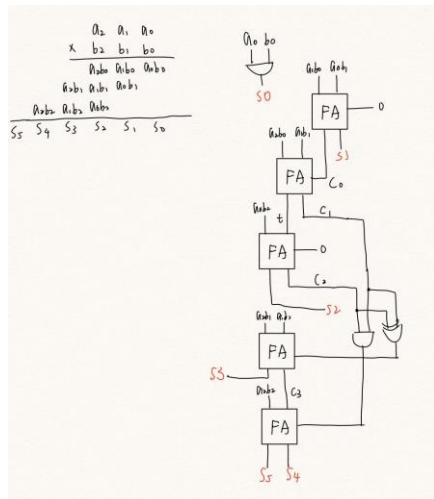 a2 a1 a0
× b2 b1 b0
a2b0 a1b0 a0b0
a2b1 a1b1 a0b1
a2b2 a1b2 a0b2
S5 S4 S3 S2 S1 S0
a0 b0
S0
a1b0 a0b1
FA 0
S1
C0
a2b0 a1b1
FA
t C1
a0b2
FA 0
C2
S2
a2b1 a1b2
FA
S3
C3
a2b2
FA
S5 S4